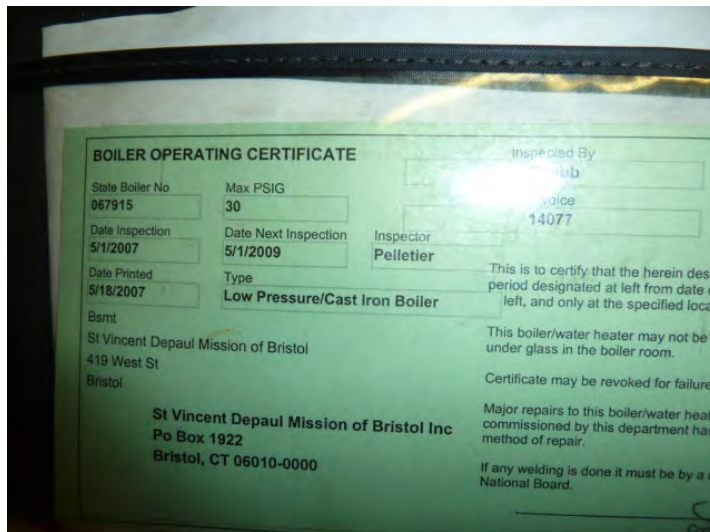 BOILER OPERATING CERTIFICATE
Inspected By
State Boiler No
Max PSIG
067915
30
14077
Date Inspection
Date Next Inspection
Inspector
5/1/2007
5/1/2009
Pelletier
Date Printed
Type
5/18/2007
Low Pressure/Cast Iron Boiler
Bsmt
St Vincent Depaul Mission of Bristol
419 West St
Bristol
St Vincent Depaul Mission of Bristol Inc
Po Box 1922
Bristol, CT 06010-0000
This is to certify that the herein des
period designated at left from date
left, and only at the specified loca
This boiler/water heater may not be
under glass in the boiler room.
Certificate may be revoked for failure
Major repairs to this boiler/water heat
commissioned by this department has
method of repair.
If any welding is done it must be by a
National Board.